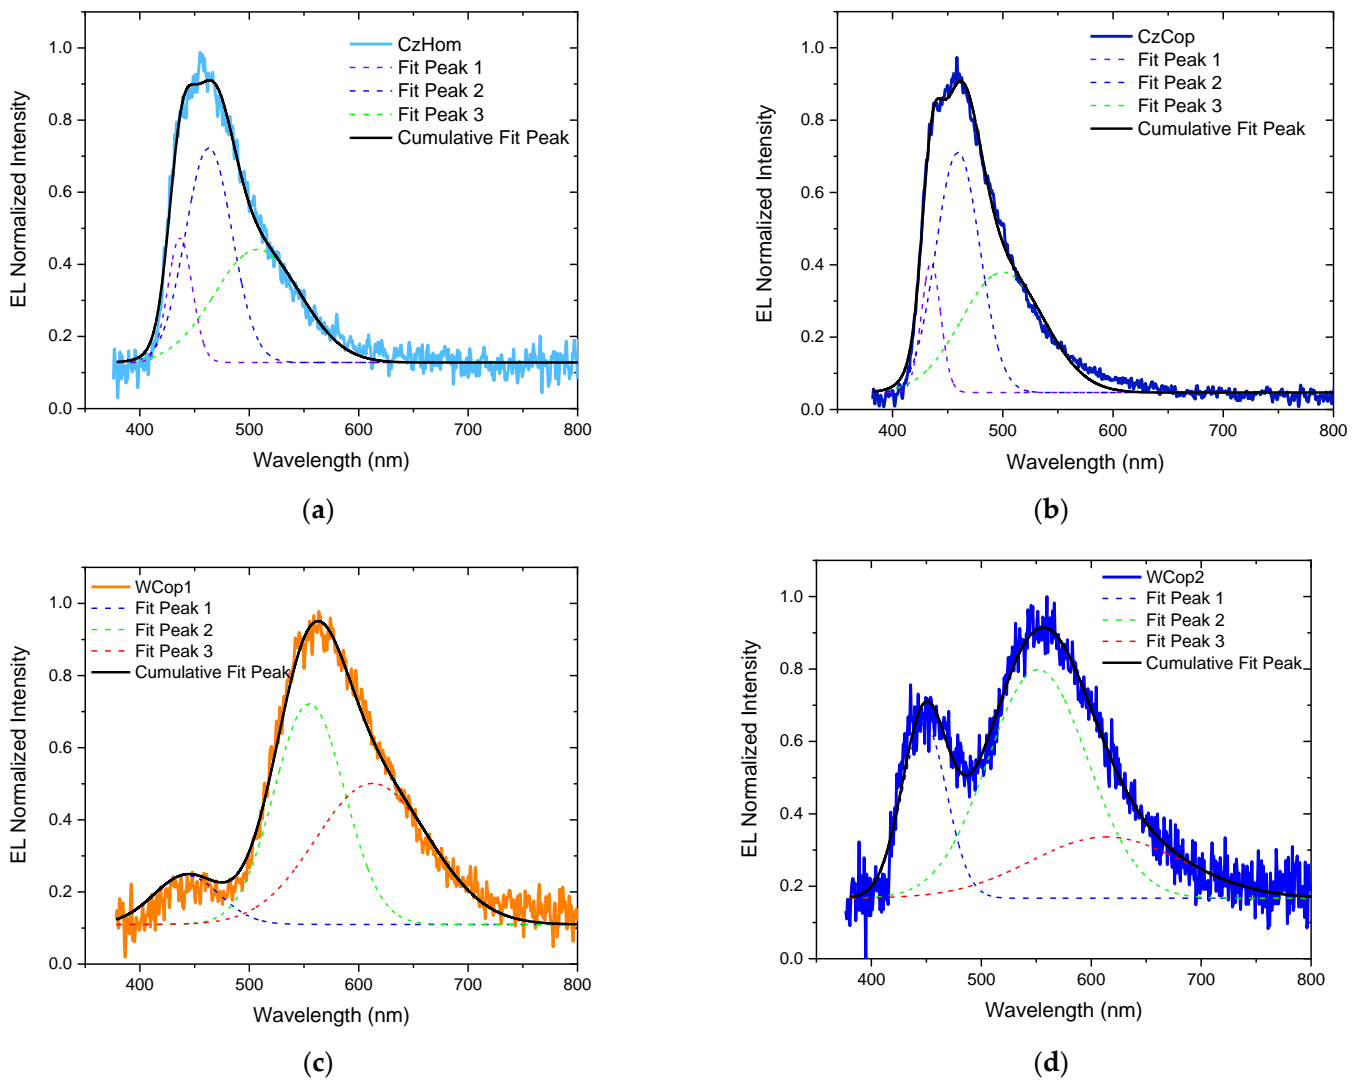 CzHom
Fit Peak 1
Fit Peak 2
Fit Peak 3
Cumulative Fit Peak
EL Normalized Intensity
1.0
0.8
0.6
0.4
0.2
0.0
400 500 600 700 800
Wavelength (nm)
(a)
CzCop
Fit Peak 1
Fit Peak 2
Fit Peak 3
Cumulative Fit Peak
EL Normalized Intensity
1.0
0.8
0.6
0.4
0.2
0.0
400 500 600 700 800
Wavelength (nm)
(b)
WCop1
Fit Peak 1
Fit Peak 2
Fit Peak 3
Cumulative Fit Peak
EL Normalized Intensity
1.0
0.8
0.6
0.4
0.2
0.0
400 500 600 700 800
Wavelength (nm)
(c)
WCop2
Fit Peak 1
Fit Peak 2
Fit Peak 3
Cumulative Fit Peak
EL Normalized Intensity
1.0
0.8
0.6
0.4
0.2
0.0
400 500 600 700 800
Wavelength (nm)
(d)